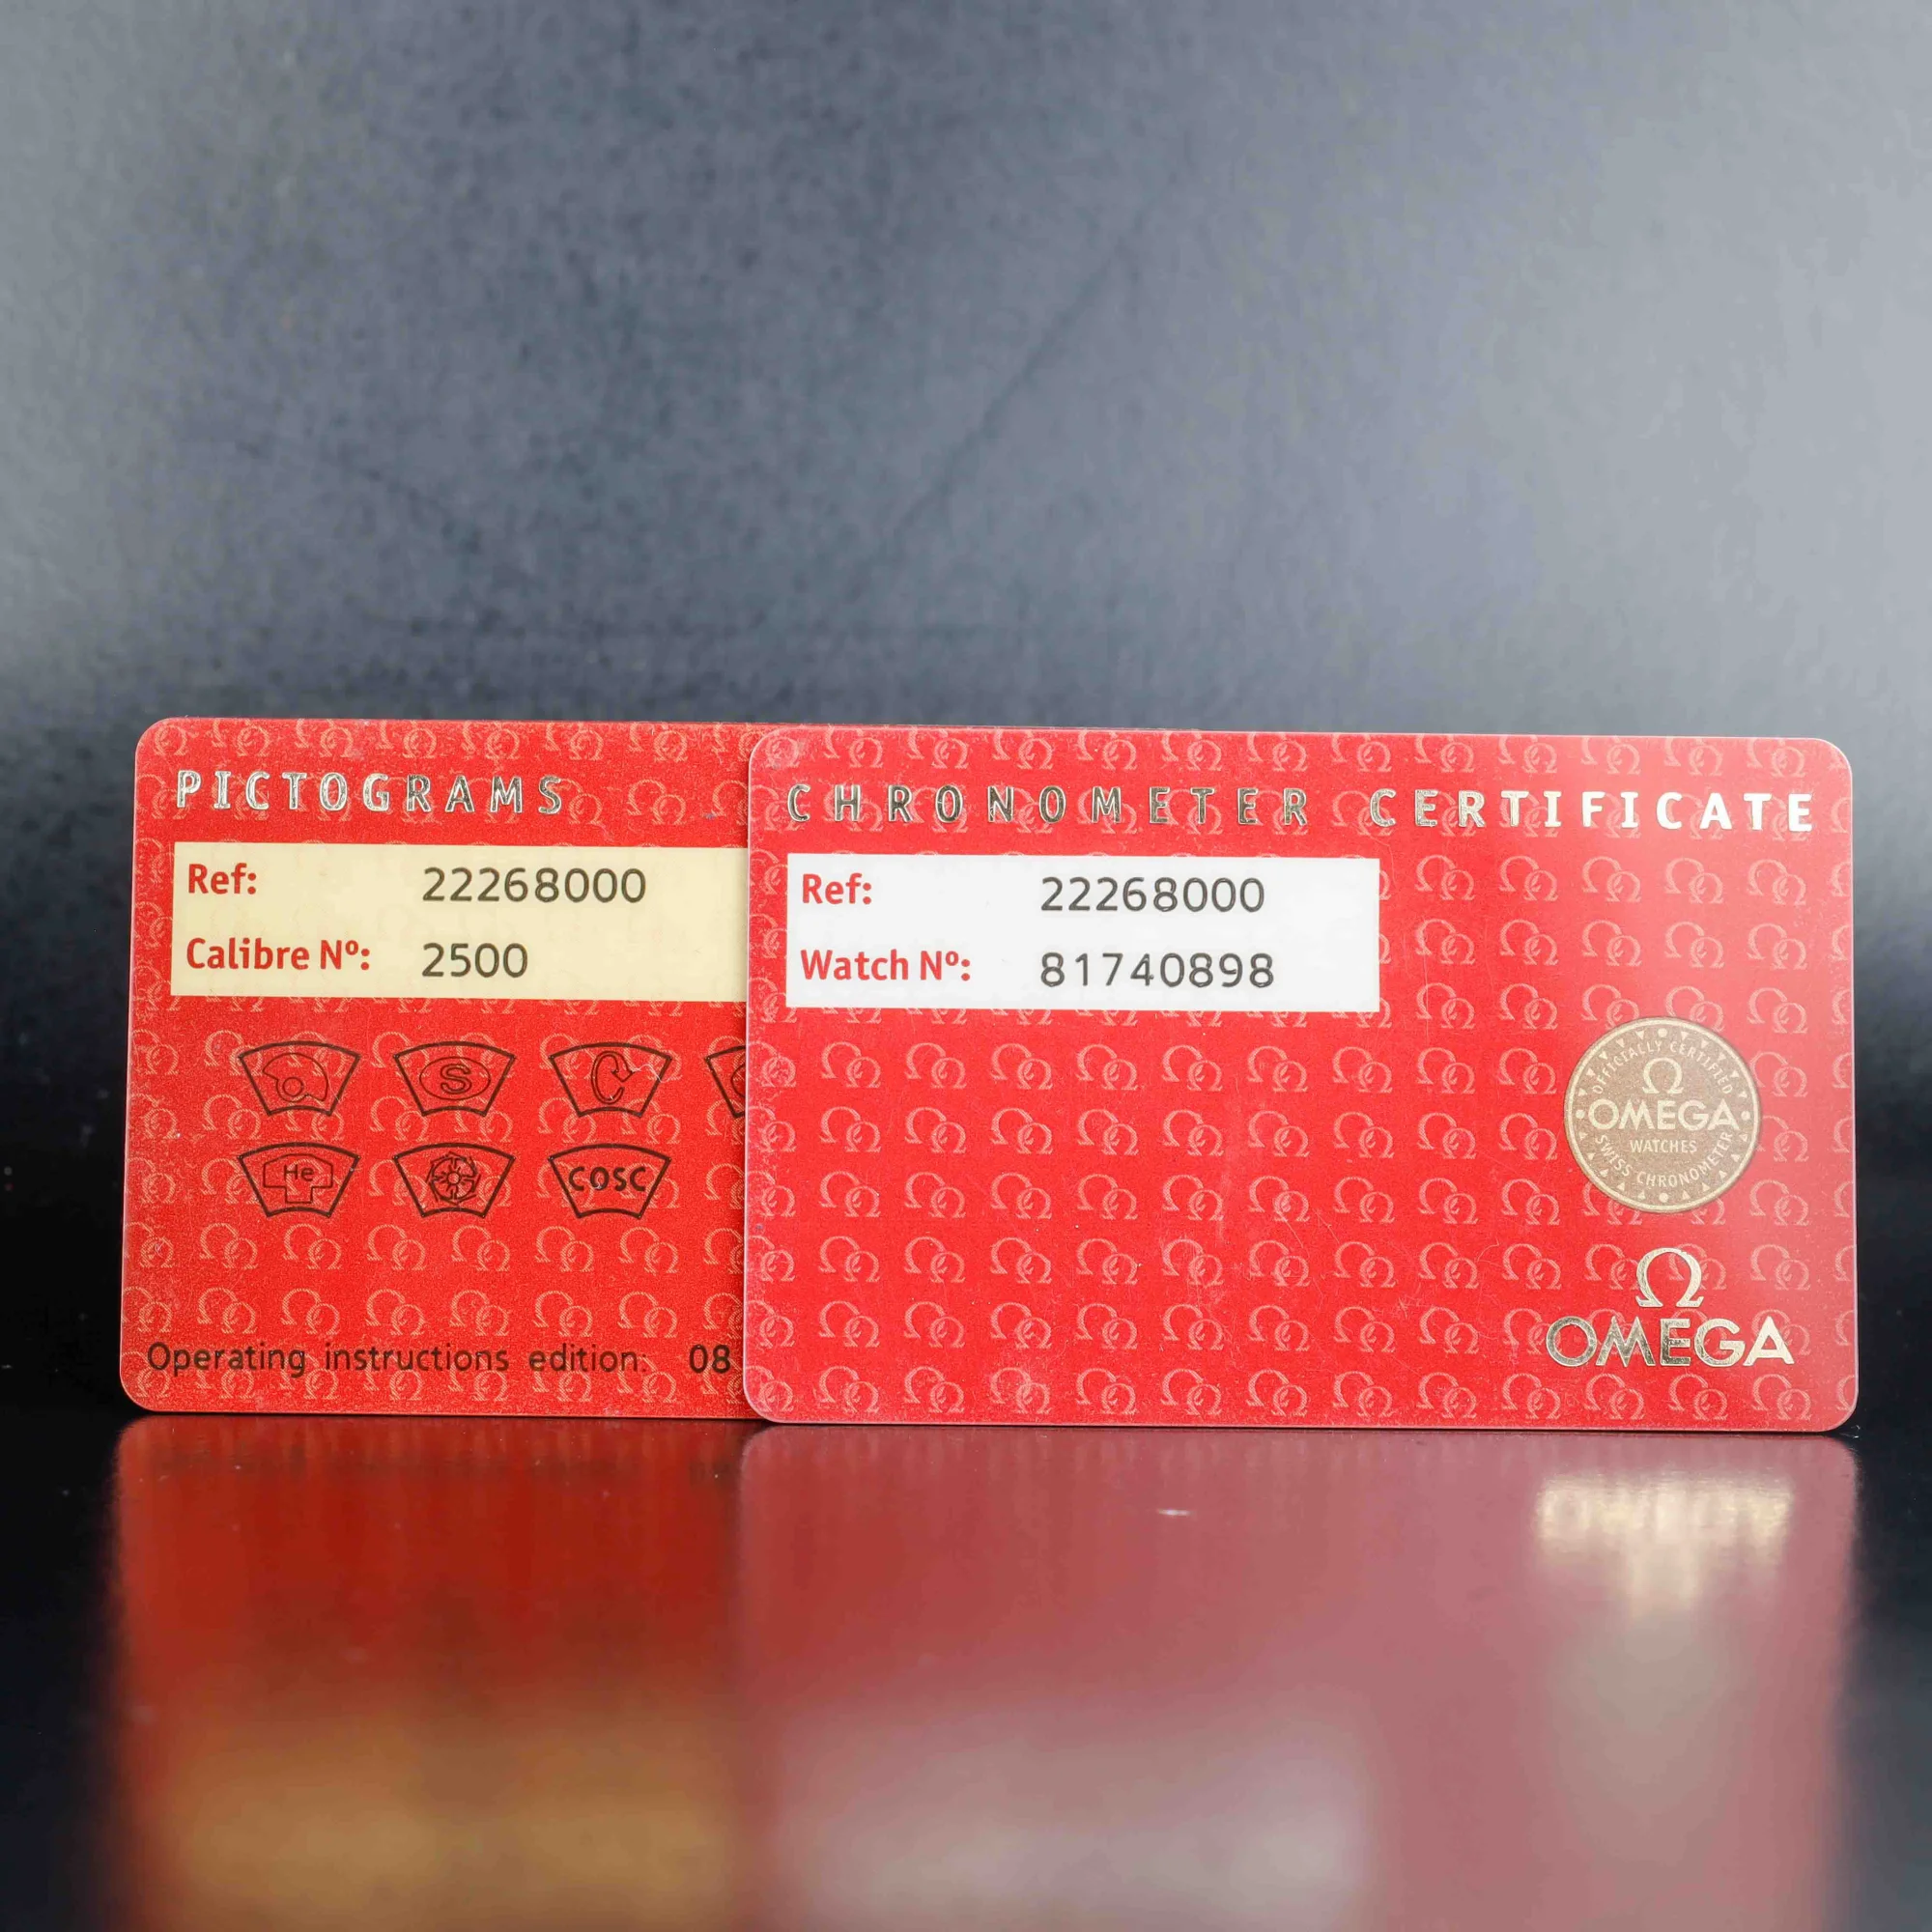 PICTOGRAMS
Ref: 22268000
Calibre Nº: 2500
S
He
COSC
Operating instructions edition: 08
CHRONOMETER CERTIFICATE
Ref: 22268000
Watch Nº: 81740898
OFFICIALLY CERTIFIED
Ω
OMEGA
WATCHES
SWISS CHRONOMETER
Ω
OMEGA